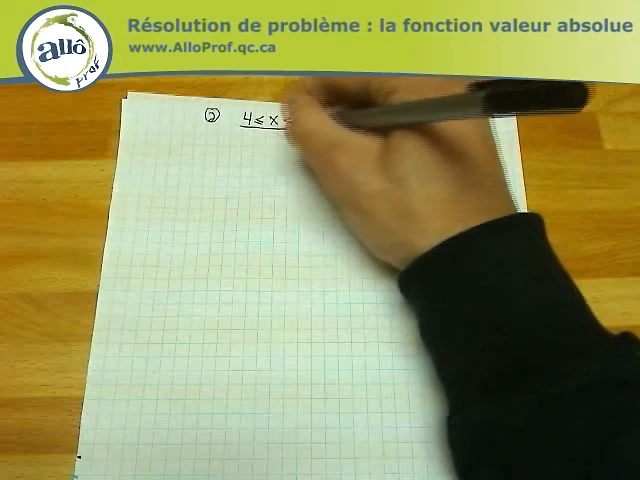 Résolution de problème : la fonction valeur absolue
www.AlloProf.qc.ca
allô
prof
② 4 ≤ x <